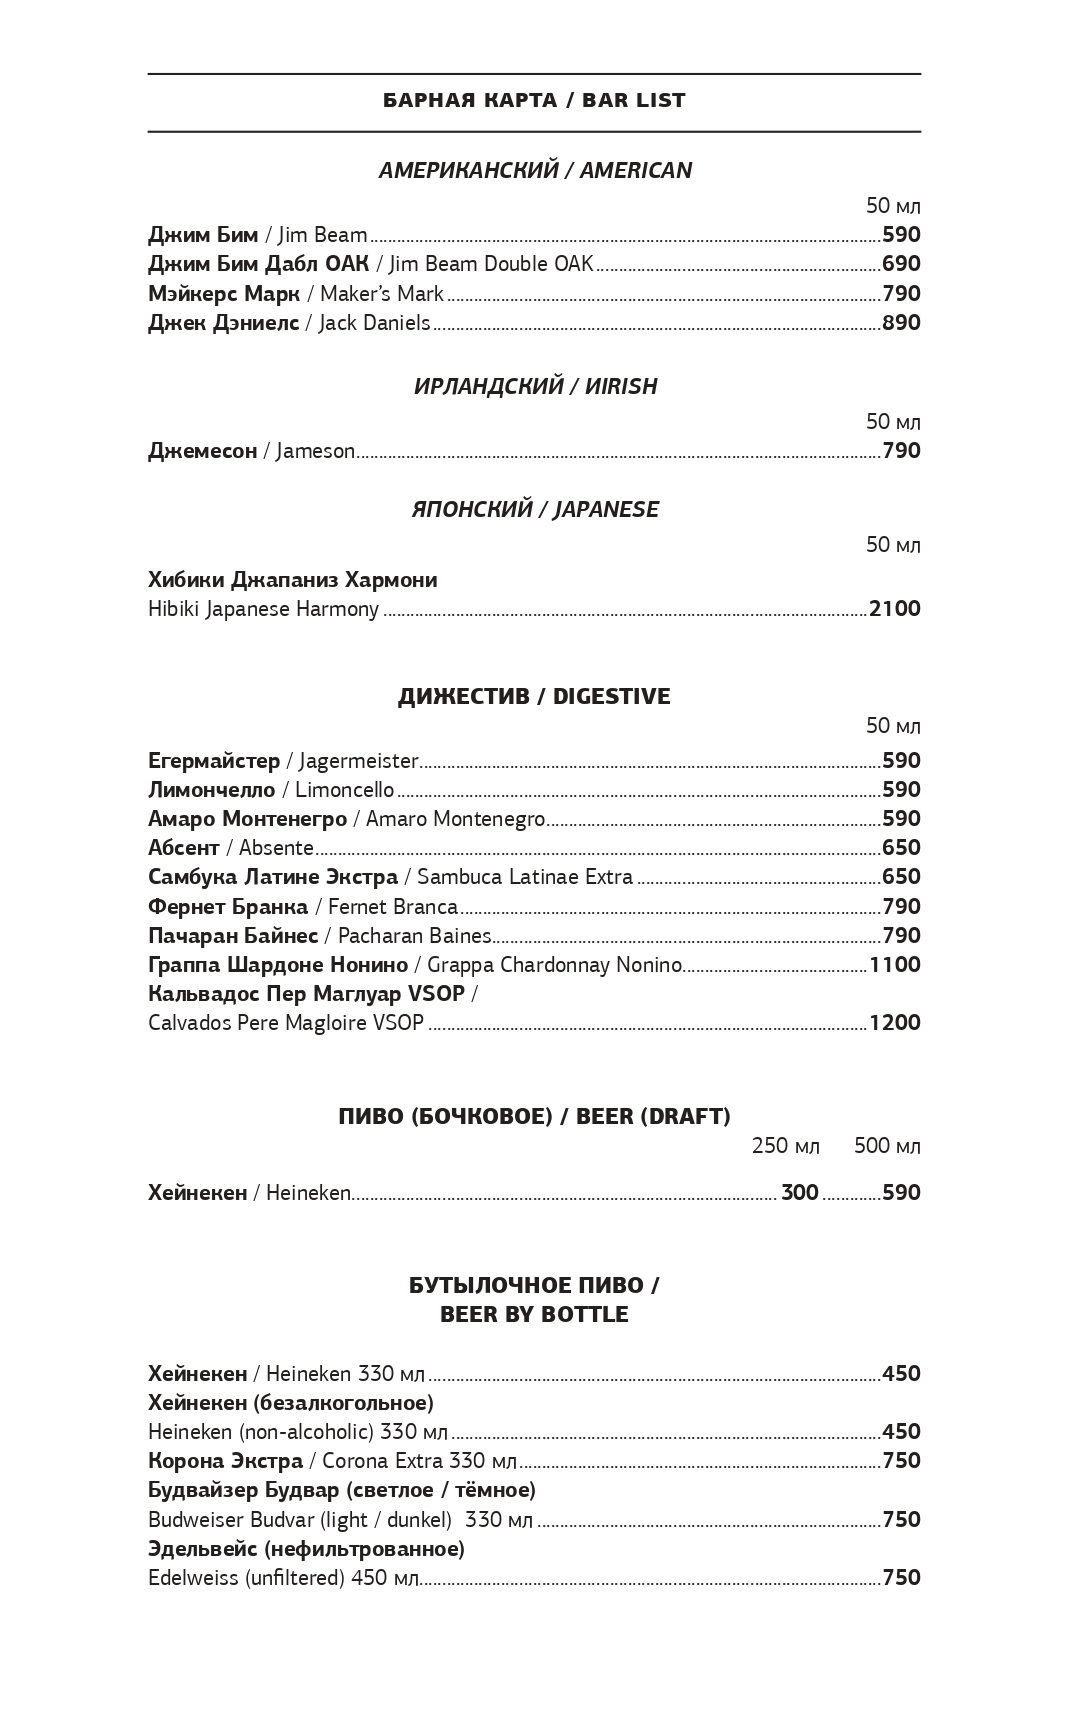 БАРНАЯ КАРТА / BAR LIST
АМЕРИКАНСКИЙ / AMERICAN
50 мл
Джим Бим / Jim Beam.....590
Джим Бим Дабл ОАК / Jim Beam Double OAK.....690
Мэйкерс Марк / Maker’s Mark.....790
Джек Дэниелс / Jack Daniels.....890
ИРЛАНДСКИЙ / ИIRISH
50 мл
Джемесон / Jameson.....790
ЯПОНСКИЙ / JAPANESE
50 мл
Хибики Джапаниз Хармони
Hibiki Japanese Harmony.....2100
ДИЖЕСТИВ / DIGESTIVE
50 мл
Егермайстер / Jagermeister.....590
Лимончелло / Limoncello.....590
Амаро Монтенегро / Amaro Montenegro.....590
Абсент / Absente.....650
Самбука Латине Экстра / Sambuca Latinae Extra.....650
Фернет Бранка / Fernet Branca.....790
Пачаран Байнес / Pacharan Baines.....790
Граппа Шардоне Нонино / Grappa Chardonnay Nonino.....1100
Кальвадос Пер Маглуар VSOP /
Calvados Pere Magloire VSOP.....1200
ПИВО (БОЧКОВОЕ) / BEER (DRAFT)
250 мл 500 мл
Хейнекен / Heineken.....300.....590
БУТЫЛОЧНОЕ ПИВО /
BEER BY BOTTLE
Хейнекен / Heineken 330 мл.....450
Хейнекен (безалкогольное)
Heineken (non-alcoholic) 330 мл.....450
Корона Экстра / Corona Extra 330 мл.....750
Будвайзер Будвар (светлое / тёмное)
Budweiser Budvar (light / dunkel) 330 мл.....750
Эдельвейс (нефильтрованное)
Edelweiss (unfiltered) 450 мл.....750